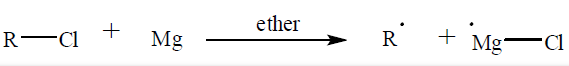 ether
R—Cl + Mg → R˙ + ˙Mg—Cl